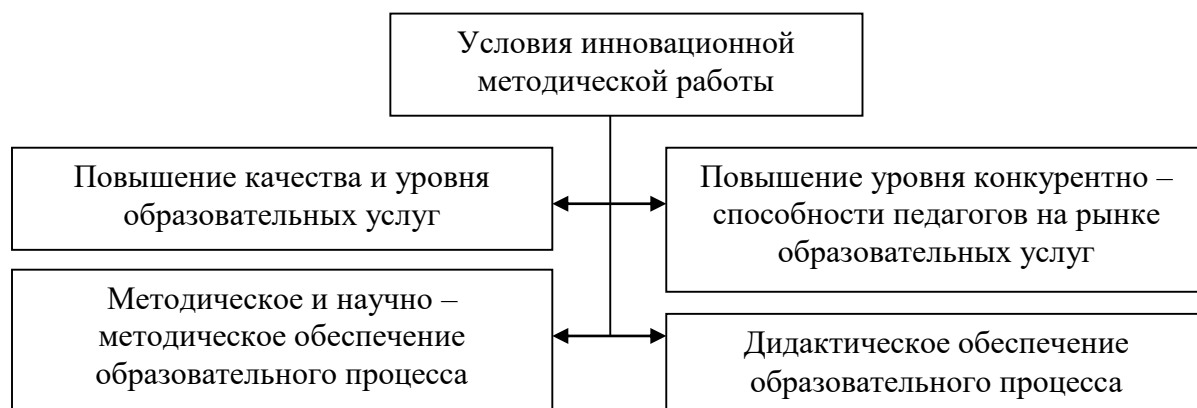 Условия инновационной
методической работы
Повышение качества и уровня
образовательных услуг
Повышение уровня конкурентно –
способности педагогов на рынке
образовательных услуг
Методическое и научно –
методическое обеспечение
образовательного процесса
Дидактическое обеспечение
образовательного процесса